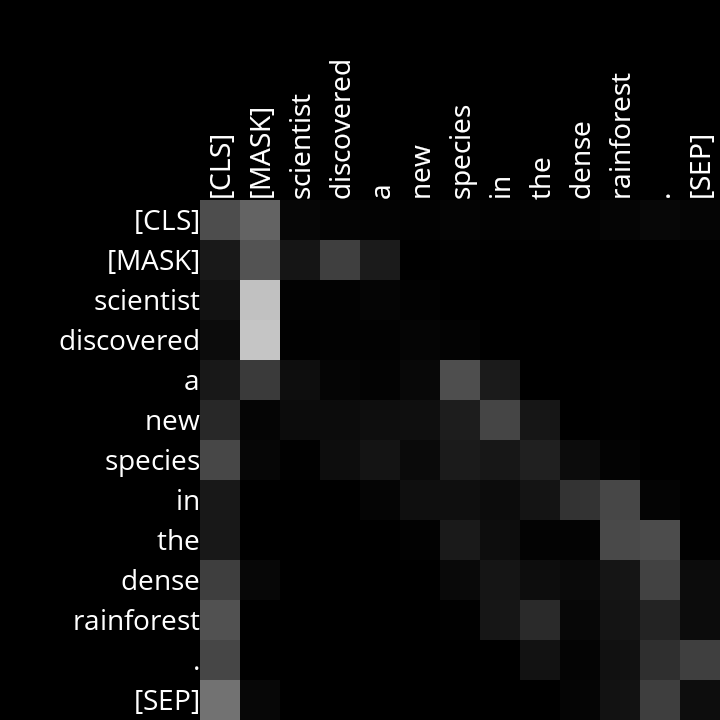 [CLS] [MASK] scientist discovered a new species in the dense rainforest . [SEP]
[CLS]
[MASK]
scientist
discovered
a
new
species
in
the
dense
rainforest
.
[SEP]